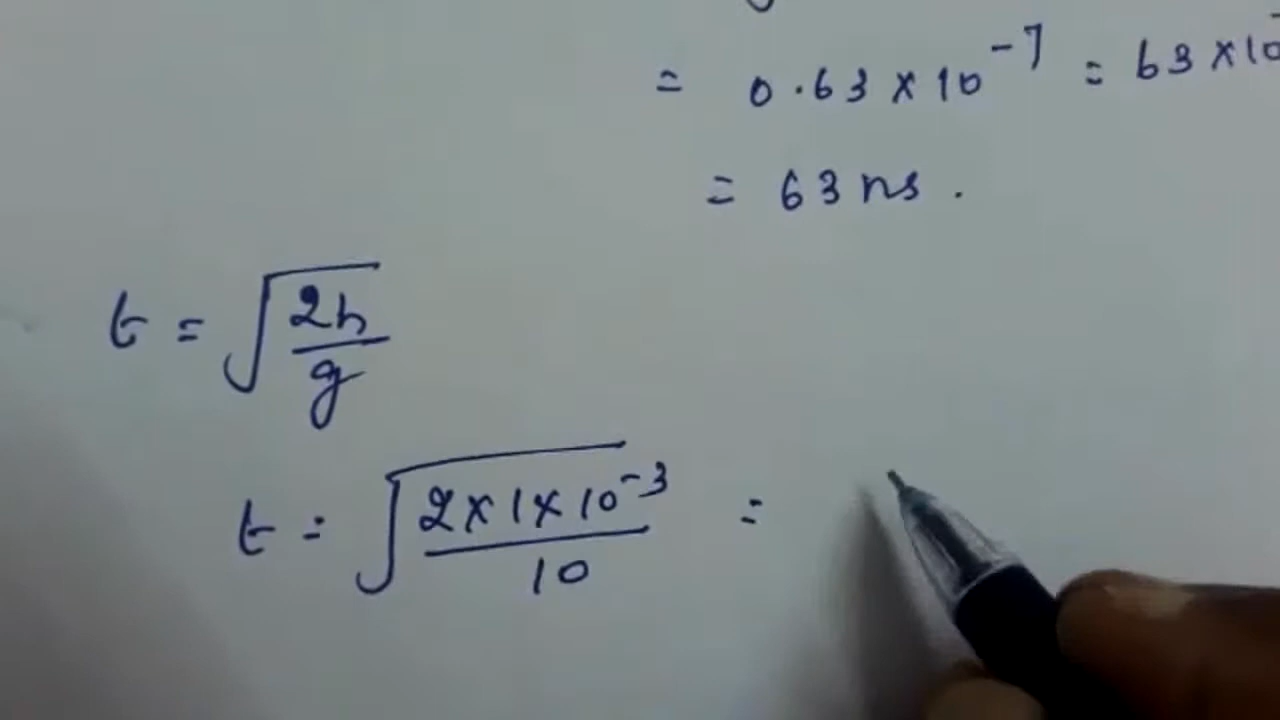 = 0.63 × 10⁻⁷ = 63 × 10
= 63 ns.
t = √(2h/g)
t = √(2 × 1 × 10⁻³/10) =